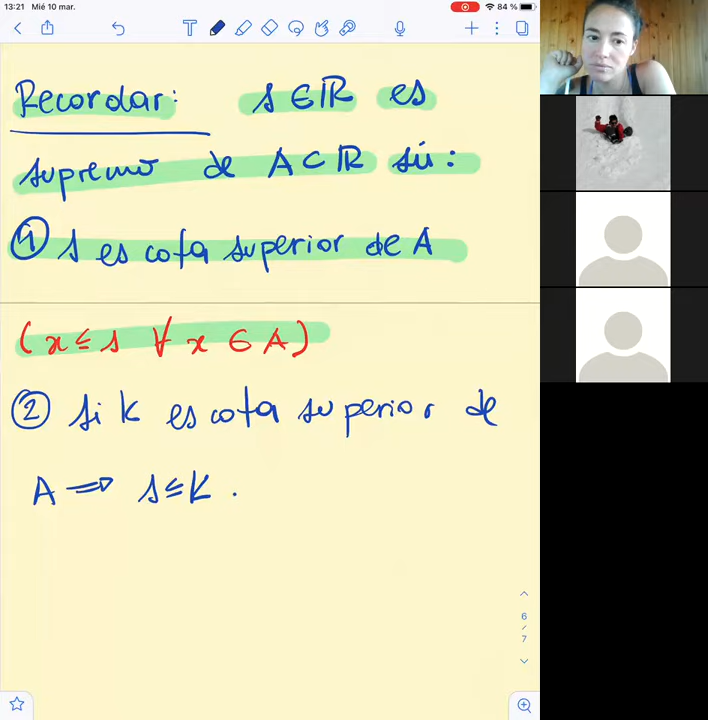 13:21 Mié 10 mar.
84 %
Recordar: s ∈ ℝ es
supremo de A ⊂ ℝ sii:
① s es cota superior de A
(x ≤ s ∀ x ∈ A)
② si k es cota superior de
A ⟹ s ≤ k .
6
/
7